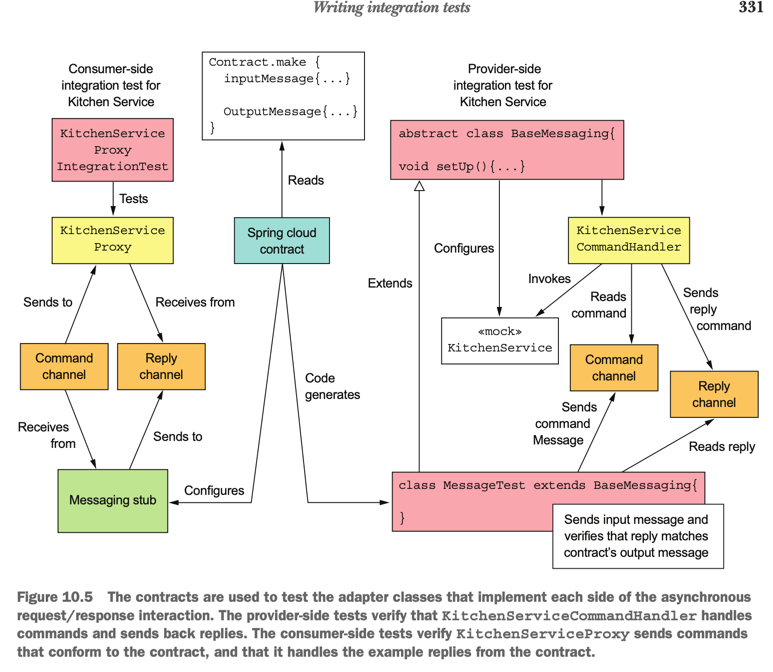 Writing integration tests
331
Consumer-side
integration test for
Kitchen Service
Contract.make {
inputMessage{...}
OutputMessage{...}
}
Provider-side
integration test for
Kitchen Service
KitchenService
Proxy
IntegrationTest
abstract class BaseMessaging{
void setUp(){...}
Reads
Tests
KitchenService
Proxy
Spring cloud
contract
KitchenService
CommandHandler
Configures
Extends
Invokes
Reads
command
Sends
reply
command
Sends to
Receives from
«mock»
KitchenService
Command
channel
Reply
channel
Command
channel
Reply
channel
Code
generates
Sends
command
Message
Receives
from
Sends to
Reads reply
Messaging stub
Configures
class MessageTest extends BaseMessaging{
}
Sends input message and
verifies that reply matches
contract's output message
Figure 10.5 The contracts are used to test the adapter classes that implement each side of the asynchronous
request/response interaction. The provider-side tests verify that KitchenServiceCommandHandler handles
commands and sends back replies. The consumer-side tests verify KitchenServiceProxy sends commands
that conform to the contract, and that it handles the example replies from the contract.